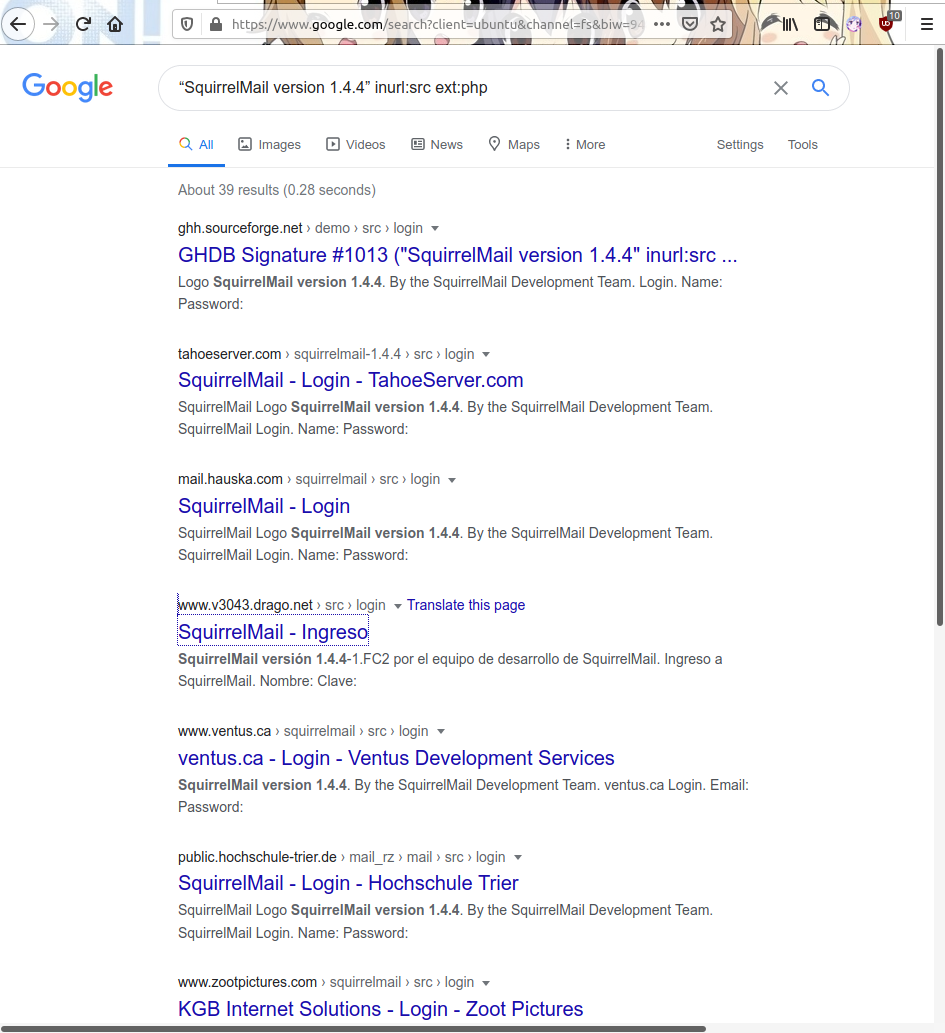 https://www.google.com/search?client=ubuntu&channel=fs&biw=94
10
Google
“SquirrelMail version 1.4.4” inurl:src ext:php
All Images Videos News Maps More Settings Tools
About 39 results (0.28 seconds)
ghh.sourceforge.net › demo › src › login
GHDB Signature #1013 ("SquirrelMail version 1.4.4" inurl:src ...
Logo SquirrelMail version 1.4.4. By the SquirrelMail Development Team. Login. Name:
Password:
tahoeserver.com › squirrelmail-1.4.4 › src › login
SquirrelMail - Login - TahoeServer.com
SquirrelMail Logo SquirrelMail version 1.4.4. By the SquirrelMail Development Team.
SquirrelMail Login. Name: Password:
mail.hauska.com › squirrelmail › src › login
SquirrelMail - Login
SquirrelMail Logo SquirrelMail version 1.4.4. By the SquirrelMail Development Team.
SquirrelMail Login. Name: Password:
www.v3043.drago.net › src › login Translate this page
SquirrelMail - Ingreso
SquirrelMail versión 1.4.4-1.FC2 por el equipo de desarrollo de SquirrelMail. Ingreso a
SquirrelMail. Nombre: Clave:
www.ventus.ca › squirrelmail › src › login
ventus.ca - Login - Ventus Development Services
SquirrelMail version 1.4.4. By the SquirrelMail Development Team. ventus.ca Login. Email:
Password:
public.hochschule-trier.de › mail_rz › mail › src › login
SquirrelMail - Login - Hochschule Trier
SquirrelMail Logo SquirrelMail version 1.4.4. By the SquirrelMail Development Team.
SquirrelMail Login. Name: Password:
www.zootpictures.com › squirrelmail › src › login
KGB Internet Solutions - Login - Zoot Pictures